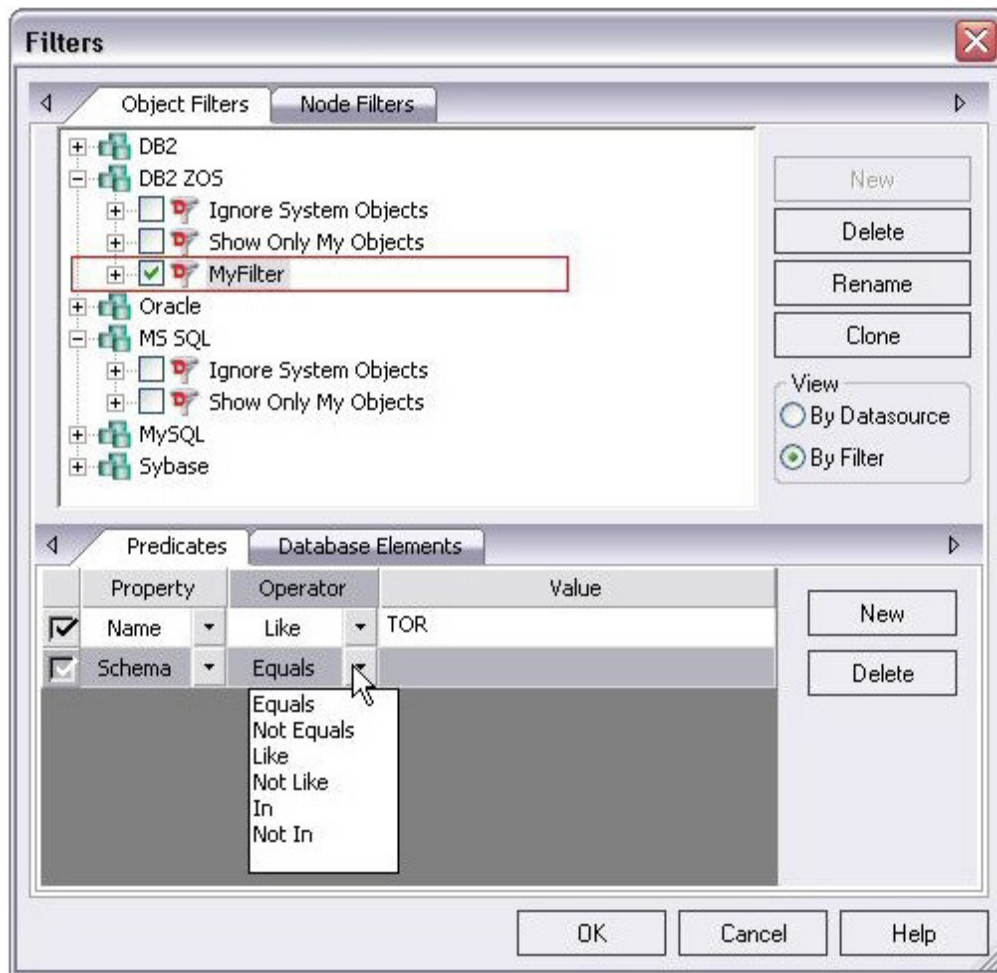 Filters
Object Filters Node Filters
DB2
DB2 ZOS
Ignore System Objects
Show Only My Objects
MyFilter
Oracle
MS SQL
Ignore System Objects
Show Only My Objects
MySQL
Sybase
New
Delete
Rename
Clone
View
By Datasource
By Filter
Predicates Database Elements
Property Operator Value
Name Like TOR
Schema Equals
Equals
Not Equals
Like
Not Like
In
Not In
New
Delete
OK Cancel Help